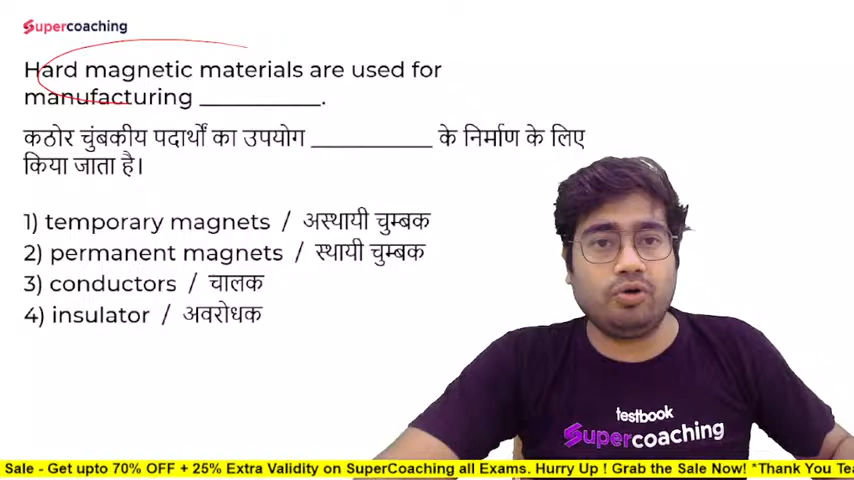 Supercoaching
Hard magnetic materials are used for
manufacturing ___________.
कठोर चुंबकीय पदार्थों का उपयोग ___________ के निर्माण के लिए
किया जाता है।
1) temporary magnets / अस्थायी चुम्बक
2) permanent magnets / स्थायी चुम्बक
3) conductors / चालक
4) insulator / अवरोधक
testbook
Supercoaching
Sale - Get upto 70% OFF + 25% Extra Validity on SuperCoaching all Exams. Hurry Up ! Grab the Sale Now! *Thank You Tea